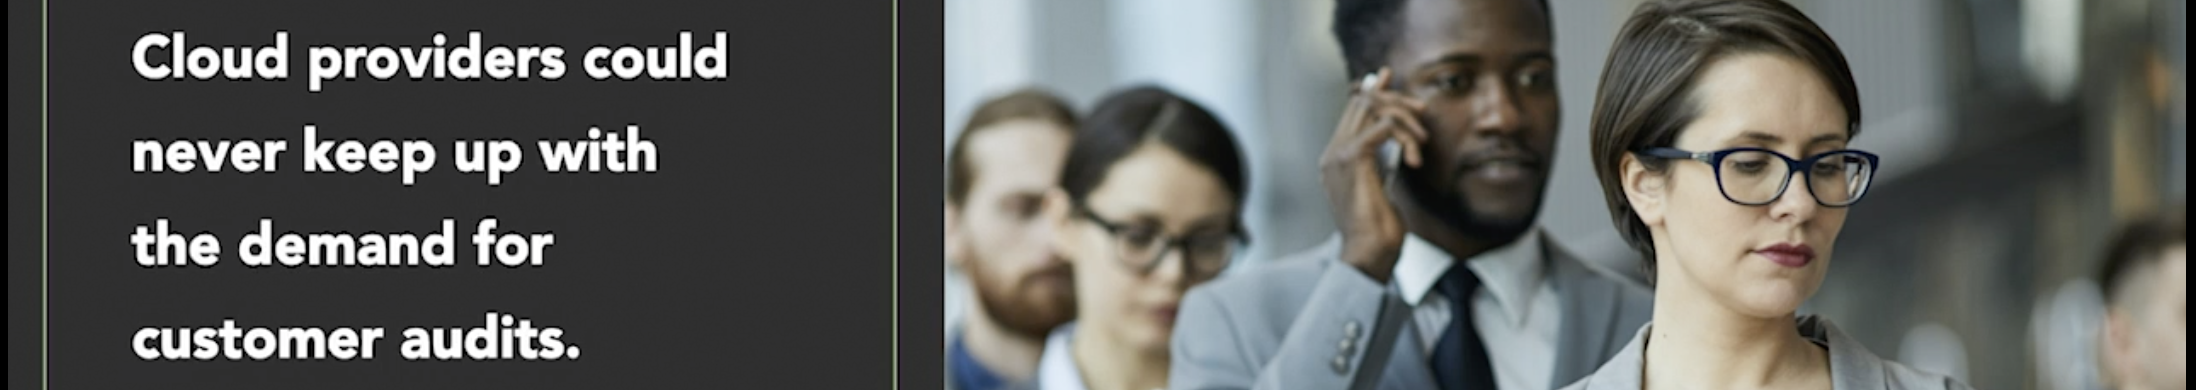 Cloud providers could
never keep up with
the demand for
customer audits.